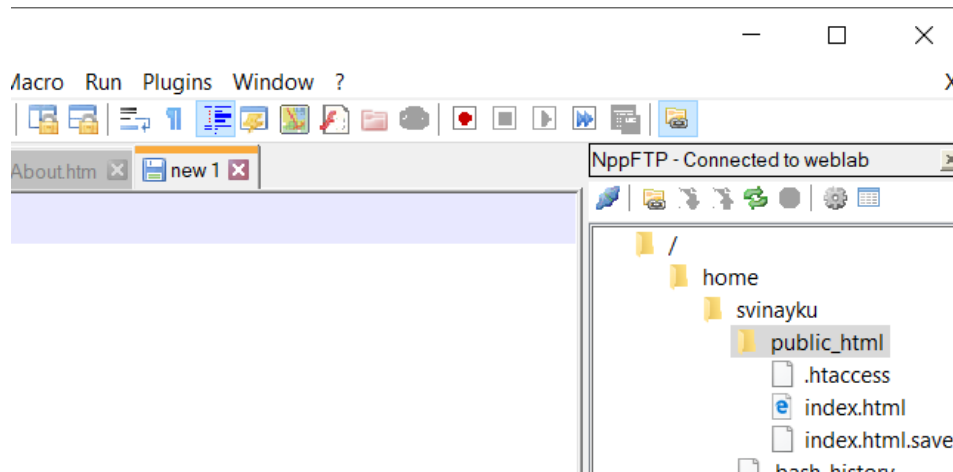 Macro Run Plugins Window ?
About.htm new 1
NppFTP - Connected to weblab
/
home
svinayku
public_html
.htaccess
index.html
index.html.save
.bash_history